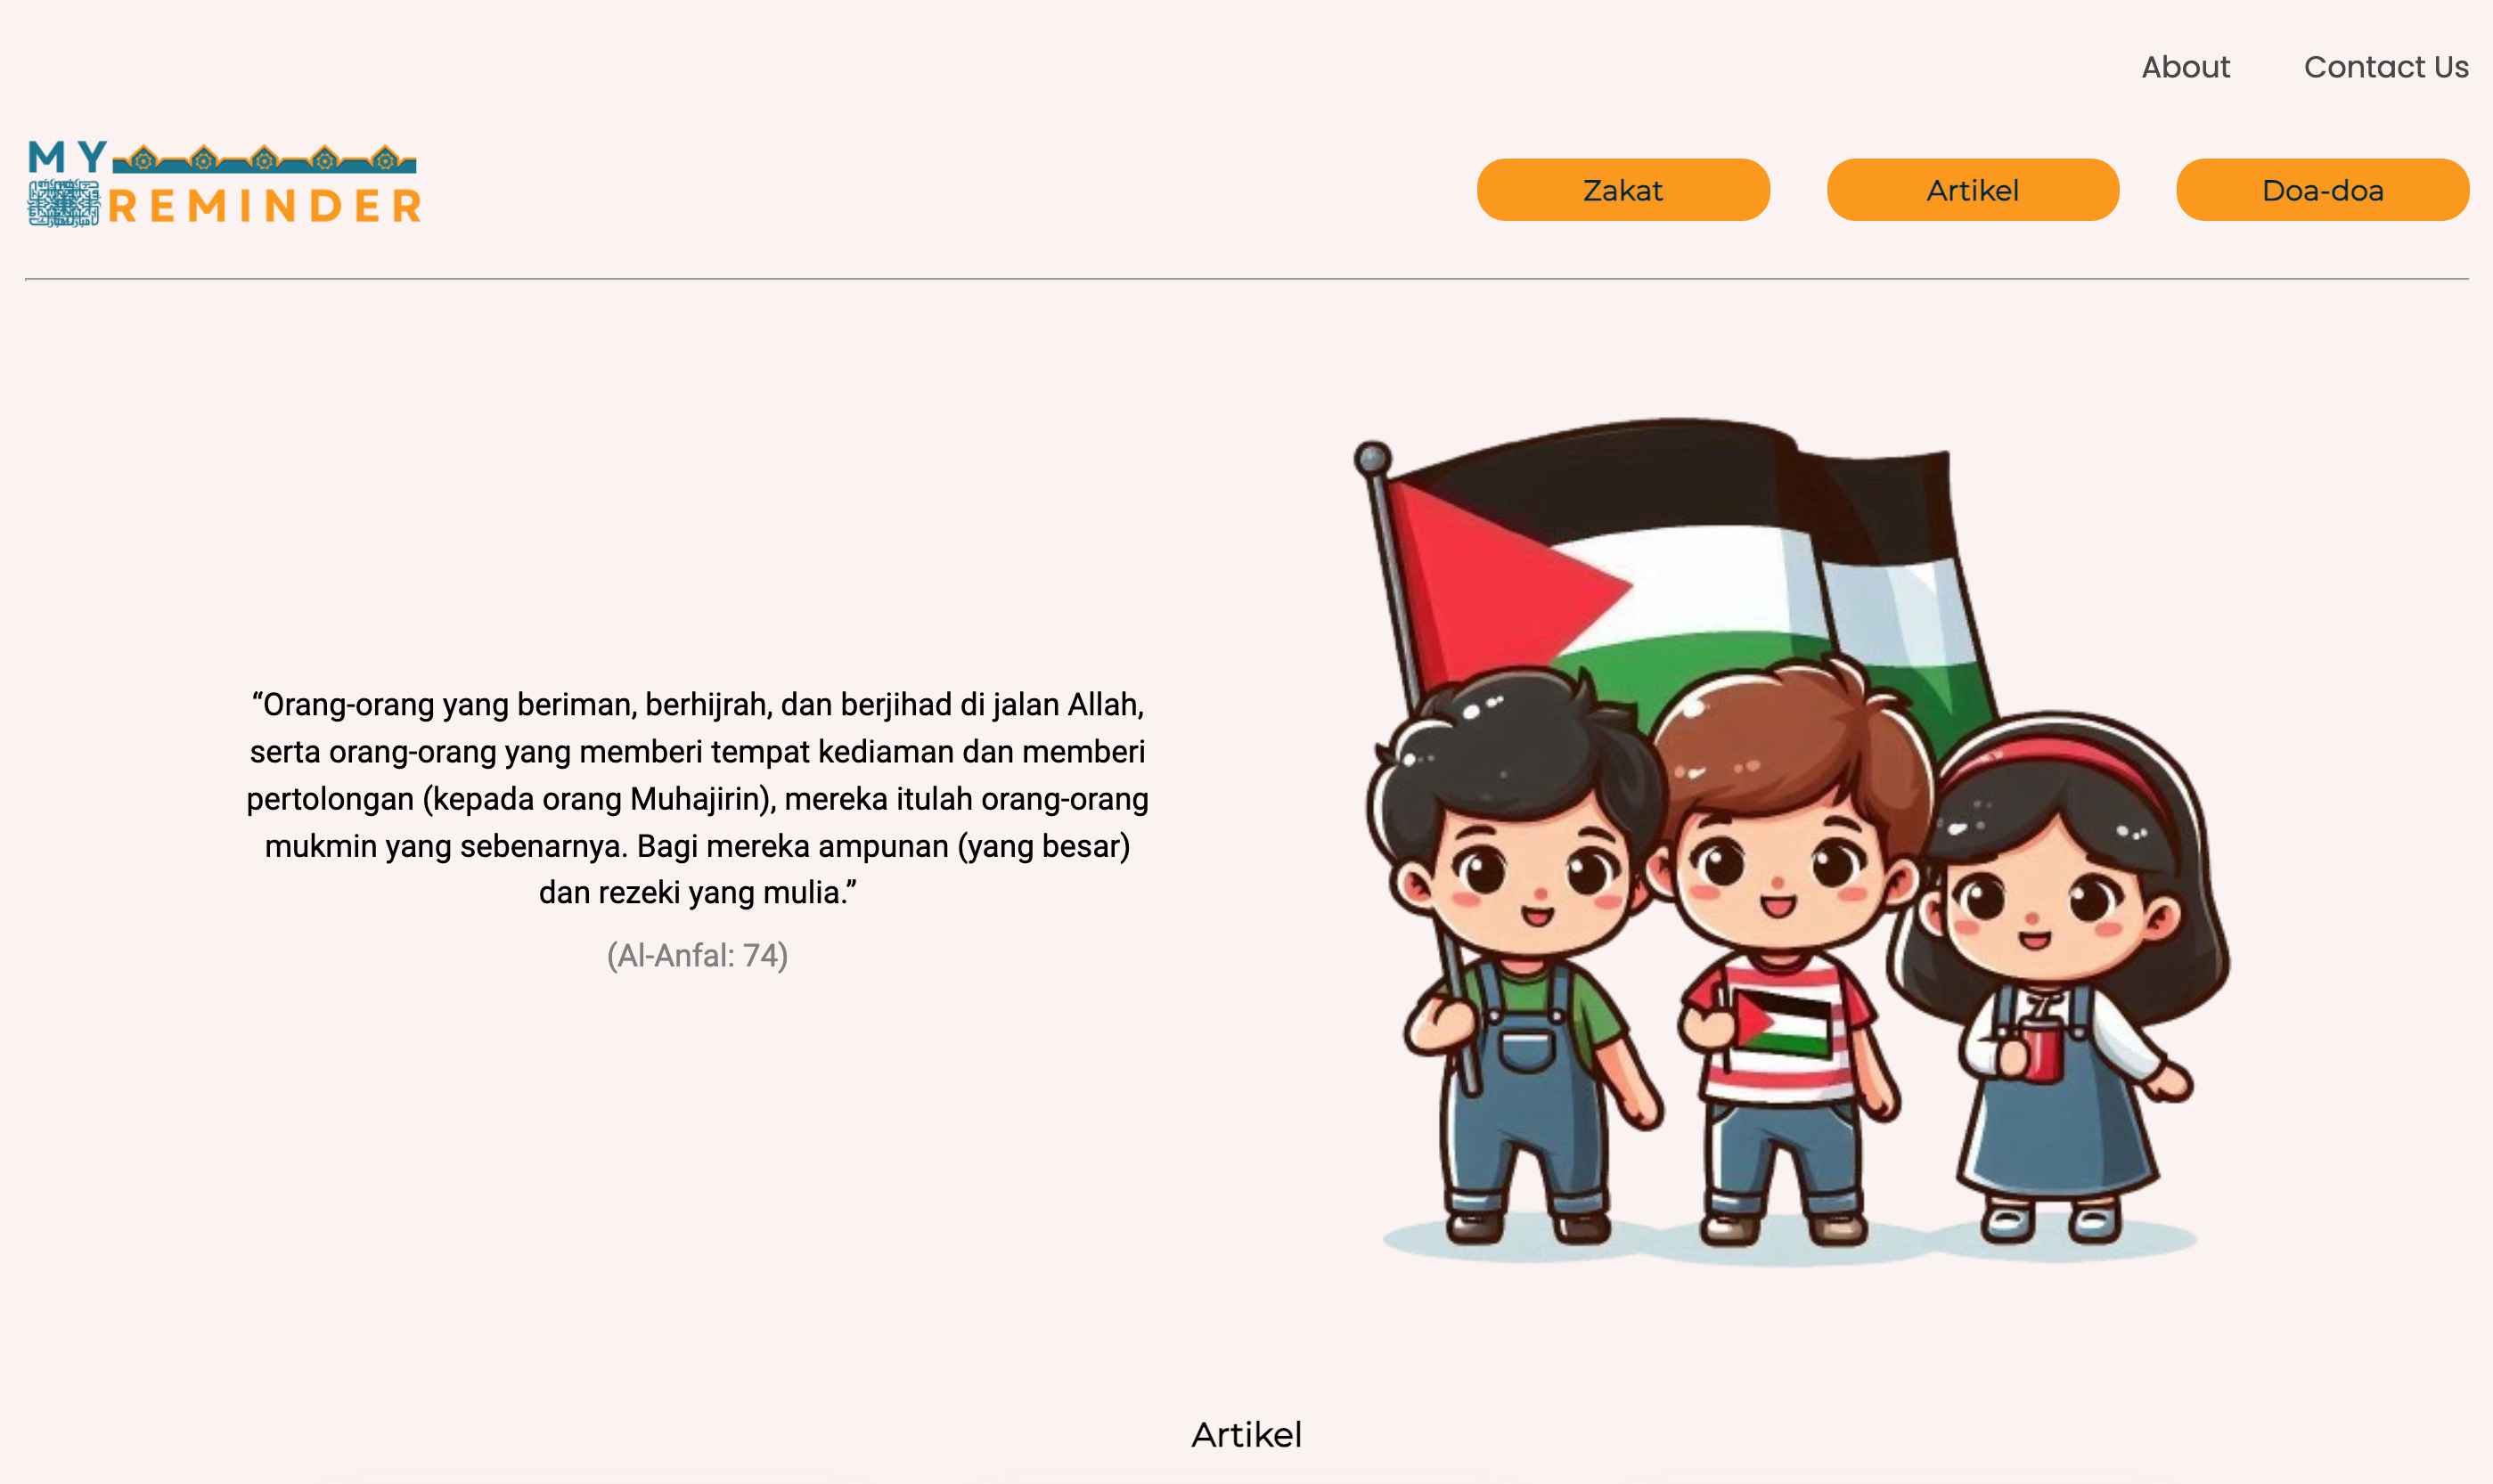 About Contact Us
MY
REMINDER
Zakat Artikel Doa-doa
“Orang-orang yang beriman, berhijrah, dan berjihad di jalan Allah,
serta orang-orang yang memberi tempat kediaman dan memberi
pertolongan (kepada orang Muhajirin), mereka itulah orang-orang
mukmin yang sebenarnya. Bagi mereka ampunan (yang besar)
dan rezeki yang mulia.”
(Al-Anfal: 74)
Artikel